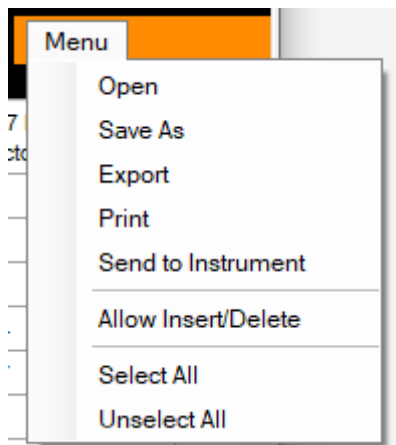 Menu
Open
Save As
Export
Print
Send to Instrument
Allow Insert/Delete
Select All
Unselect All